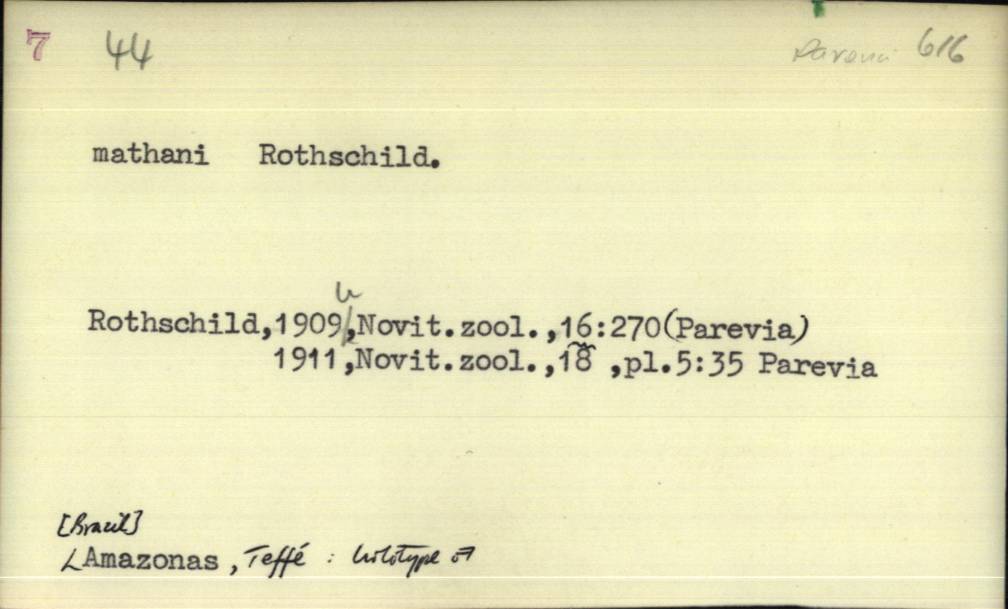 7 44 616
mathani Rothschild.
Rothschild,1909b,Novit.zool.,16:270(Parevia)
1911,Novit.zool.,18 ,pl.5:35 Parevia
[Brazil]
Amazonas , Teffé : holotype ♂